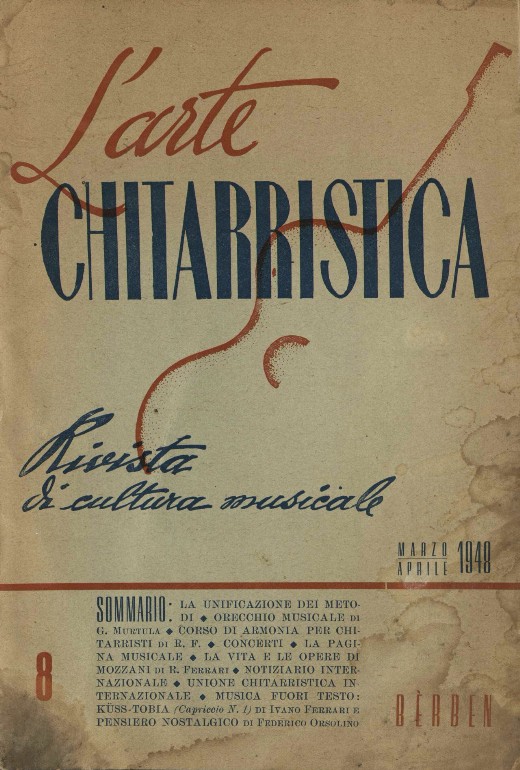 L'arte
CHITARRISTICA
Rivista
di cultura musicale
MARZO
APRILE 1948
SOMMARIO: LA UNIFICAZIONE DEI METO-
DI ◆ ORECCHIO MUSICALE DI
G. MURTULA ◆ CORSO DI ARMONIA PER CHI-
TARRISTI DI R. F. ◆ CONCERTI ◆ LA PAGI-
NA MUSICALE ◆ LA VITA E LE OPERE DI
MOZZANI DI R. FERRARI ◆ NOTIZIARIO INTER-
NAZIONALE ◆ UNIONE CHITARRISTICA IN-
TERNAZIONALE ◆ MUSICA FUORI TESTO:
KÜSS-TOBIA (Capriccio N. 1) DI IVANO FERRARI E
PENSIERO NOSTALGICO DI FEDERICO ORSOLINO
8
BÈRBEN